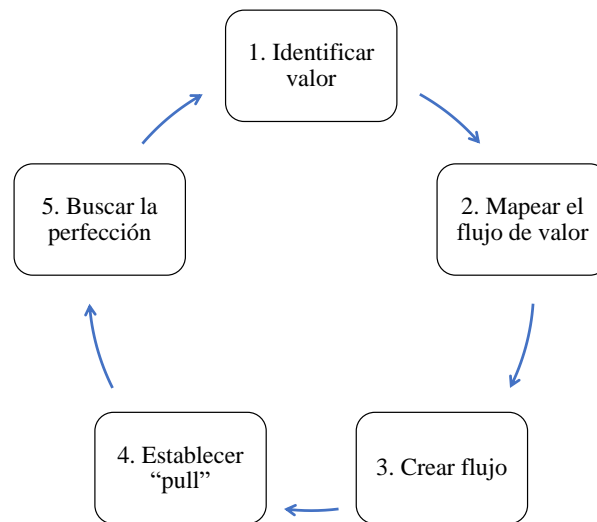 1. Identificar
valor
2. Mapear el
flujo de valor
3. Crear flujo
4. Establecer
“pull”
5. Buscar la
perfección